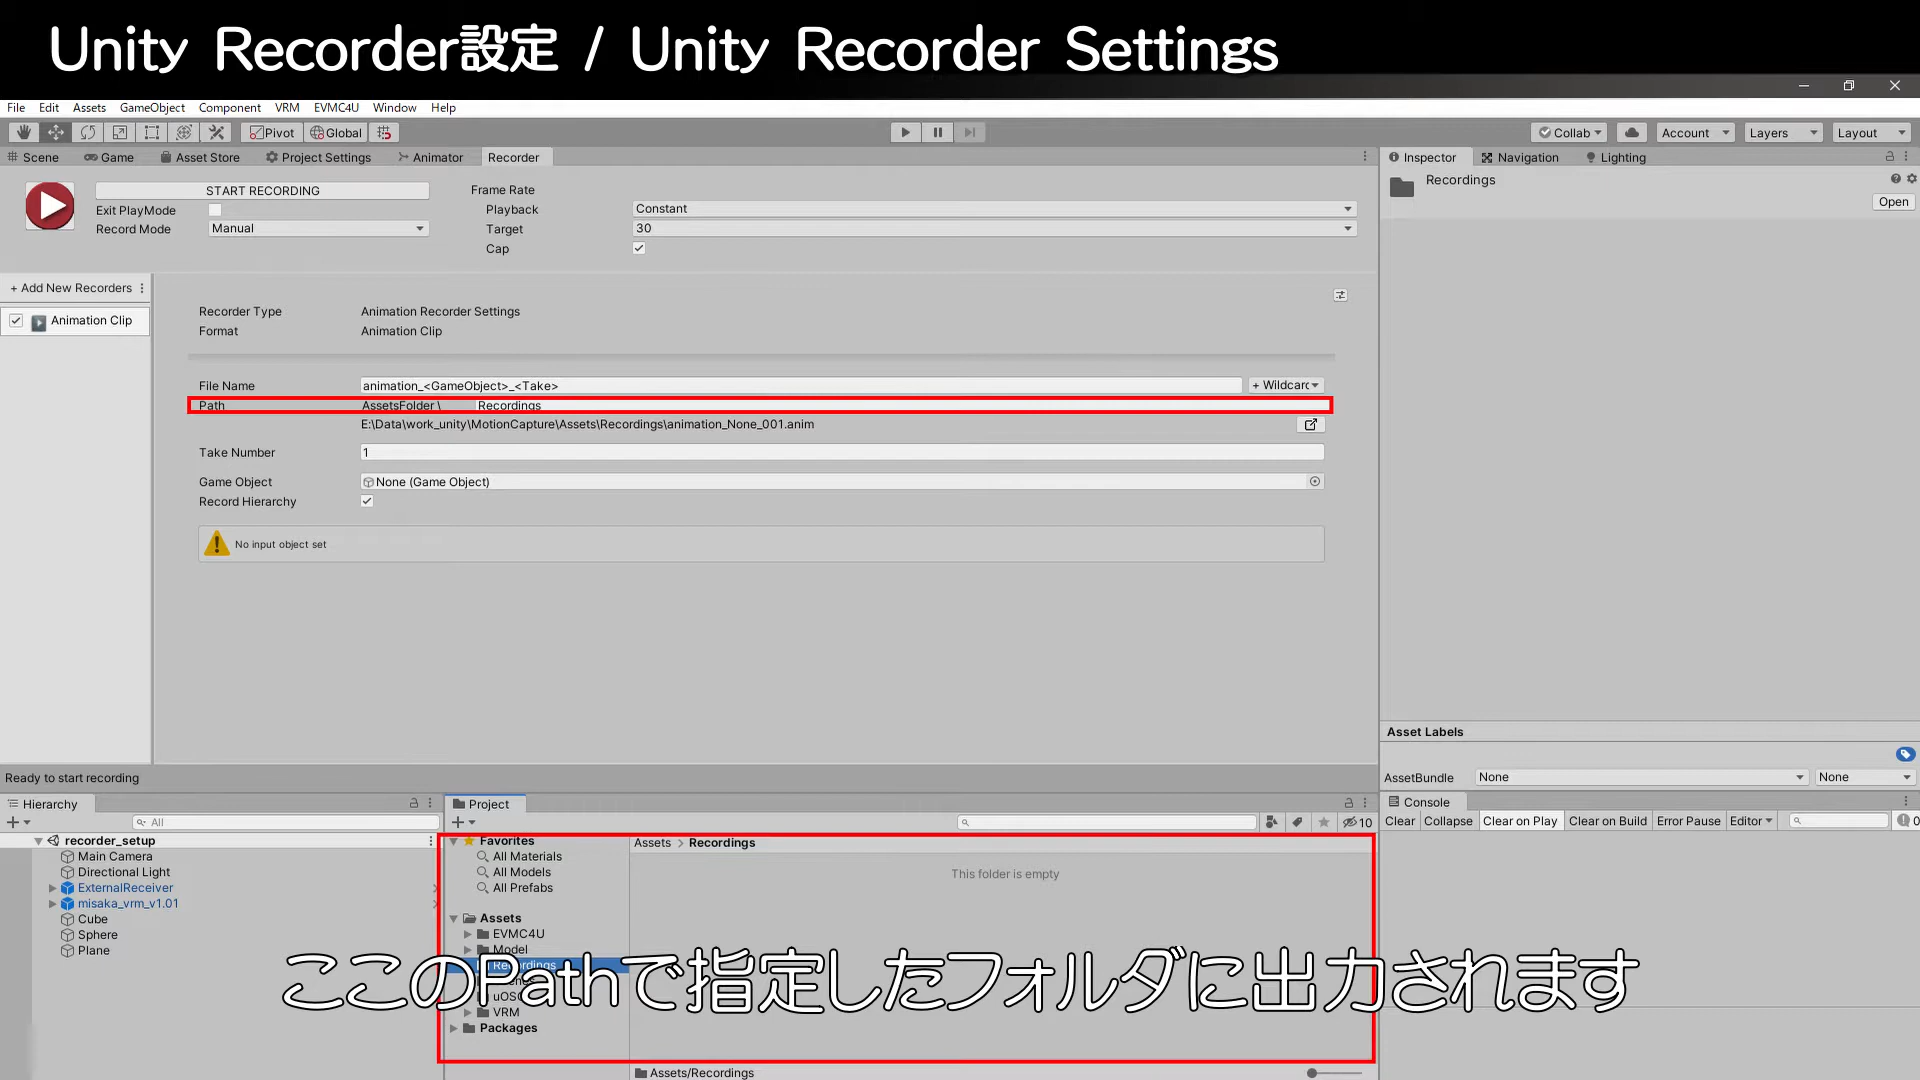 Unity Recorder設定 / Unity Recorder Settings
File Edit Assets GameObject Component VRM EVMC4U Window Help
Pivot Global Collab Account Layers Layout
Scene Game Asset Store Project Settings Animator Recorder
Inspector Navigation Lighting
Recordings
Open
START RECORDING
Exit PlayMode
Record Mode Manual
Frame Rate
Playback Constant
Target 30
Cap
+ Add New Recorders
Animation Clip
Recorder Type Animation Recorder Settings
Format Animation Clip
File Name animation_<GameObject>_<Take> + Wildcar
Path AssetsFolder \ Recordings
E:\Data\work_unity\MotionCapture\Assets\Recordings\animation_None_001.anim
Take Number 1
Game Object None (Game Object)
Record Hierarchy
No input object set
Asset Labels
AssetBundle None None
Ready to start recording
Hierarchy
All
recorder_setup
Main Camera
Directional Light
ExternalReceiver
misaka_vrm_v1.01
Cube
Sphere
Plane
Project
10
Favorites
All Materials
All Models
All Prefabs
Assets
EVMC4U
Model
Recordings
uOSC
VRM
Packages
Assets > Recordings
This folder is empty
Assets/Recordings
Console
Clear Collapse Clear on Play Clear on Build Error Pause Editor 0
ここのPathで指定したフォルダに出力されます